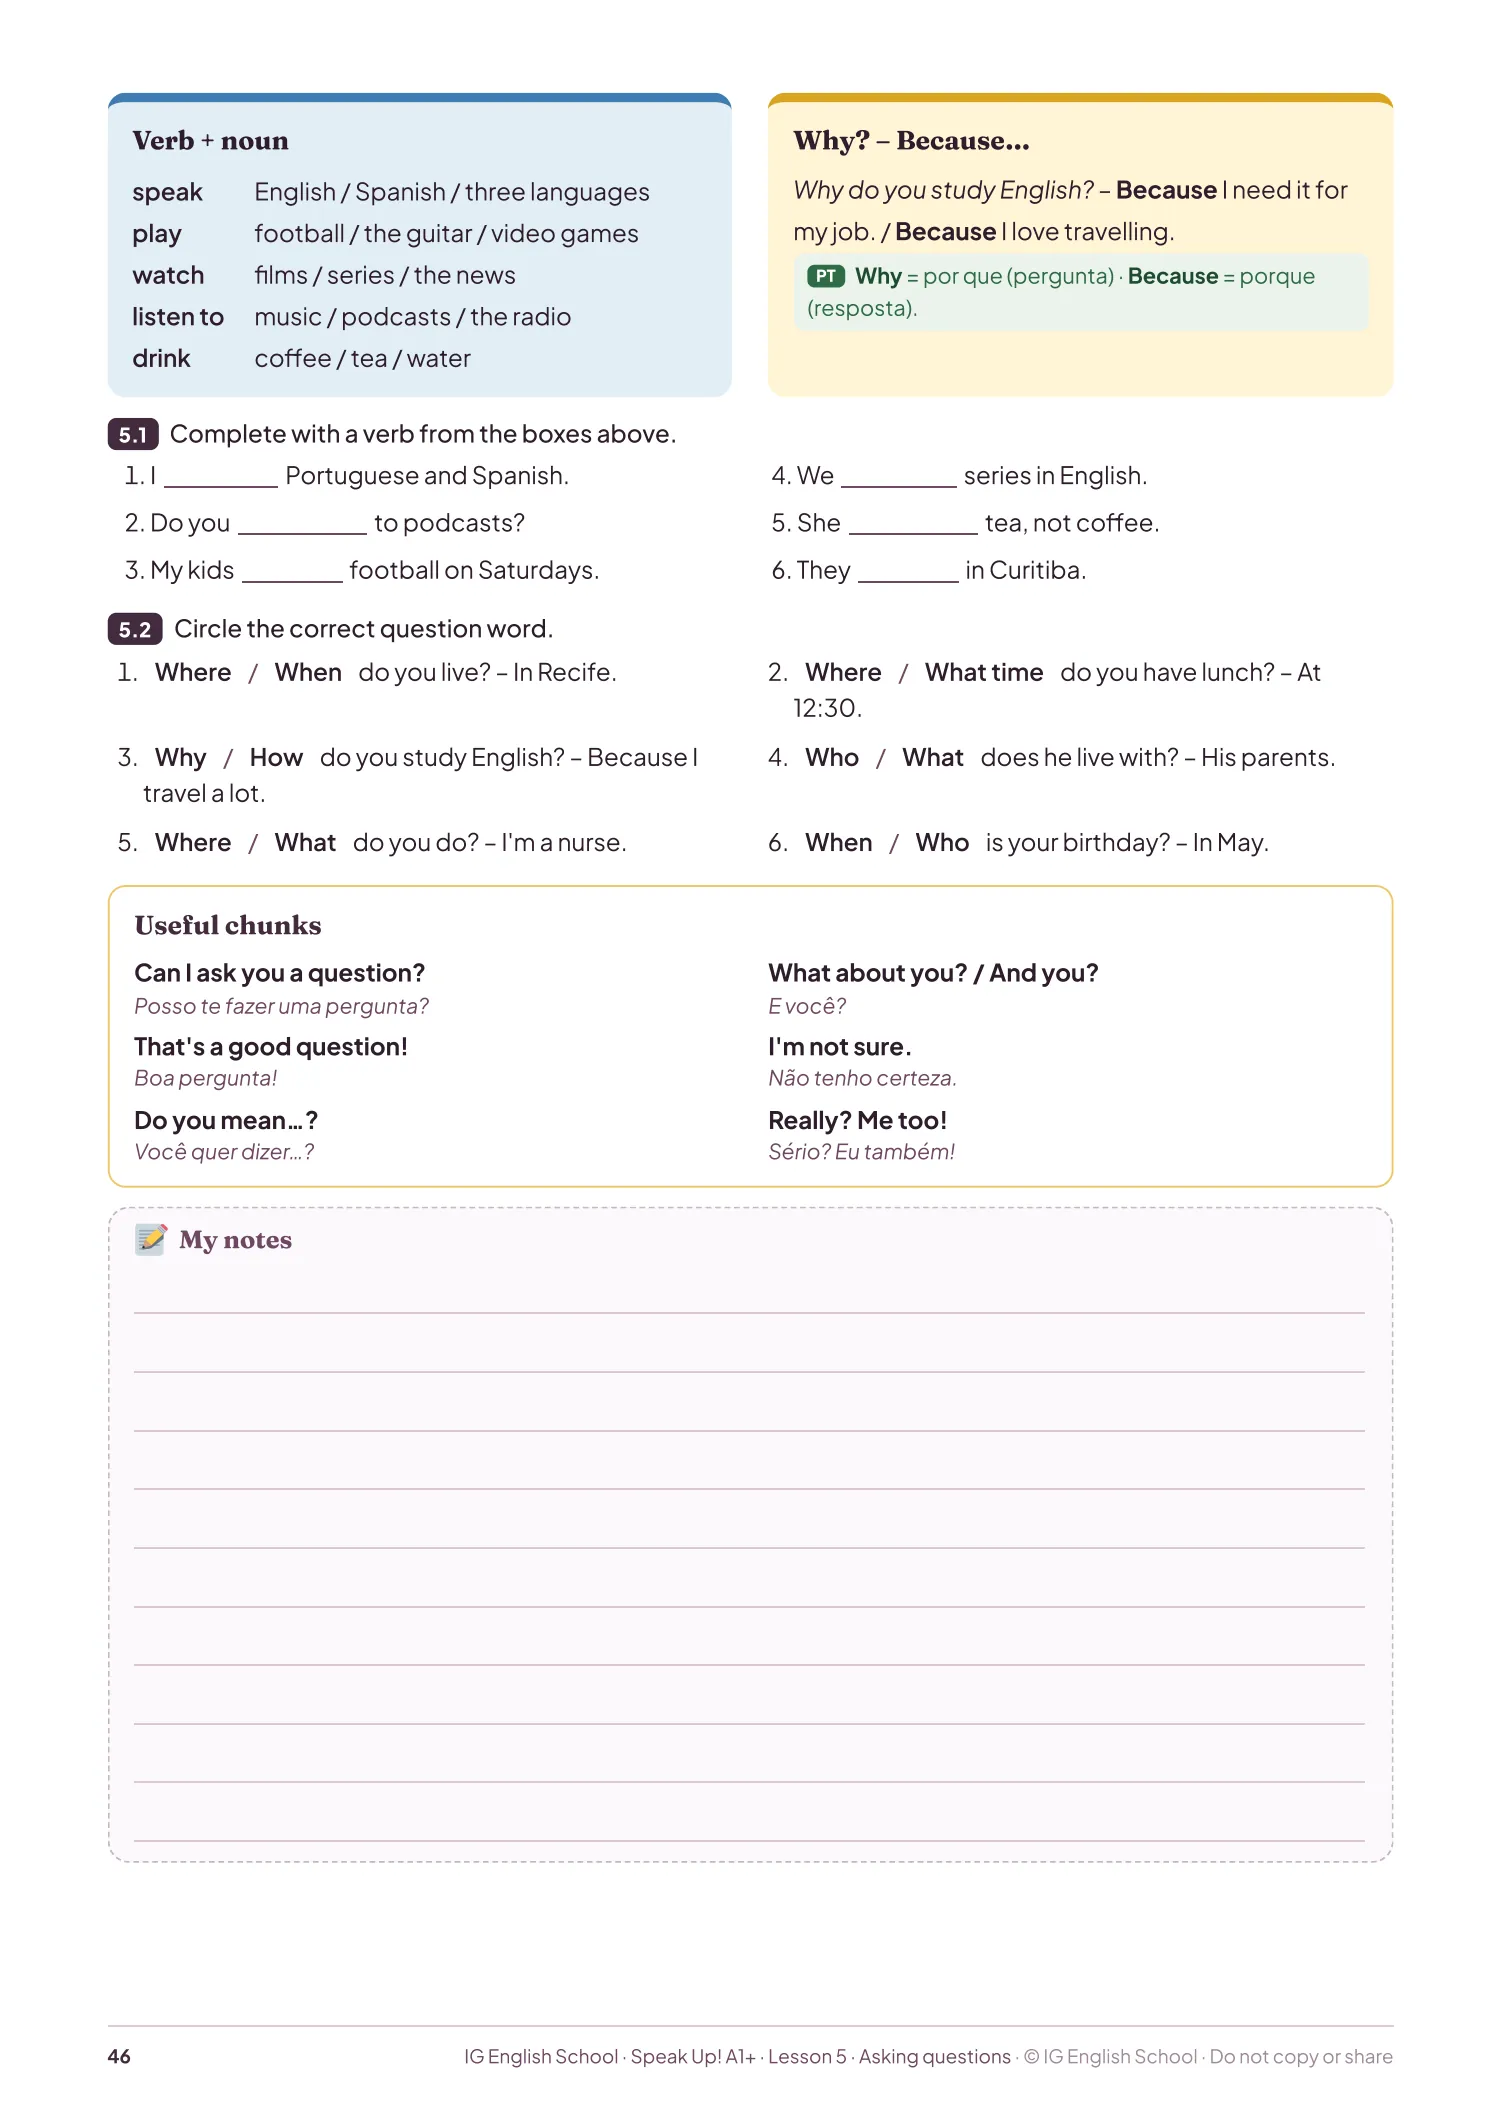 Verb + noun
speak English / Spanish / three languages
play football / the guitar / video games
watch films / series / the news
listen to music / podcasts / the radio
drink coffee / tea / water
Why? – Because...
Why do you study English? – Because I need it for
my job. / Because I love travelling.
PT Why = por que (pergunta) · Because = porque
(resposta).
5.1 Complete with a verb from the boxes above.
1. I _________ Portuguese and Spanish.
2. Do you __________ to podcasts?
3. My kids ________ football on Saturdays.
4. We _________ series in English.
5. She __________ tea, not coffee.
6. They ________ in Curitiba.
5.2 Circle the correct question word.
1. Where / When do you live? – In Recife.
2. Where / What time do you have lunch? – At
12:30.
3. Why / How do you study English? – Because I
travel a lot.
4. Who / What does he live with? – His parents.
5. Where / What do you do? – I'm a nurse.
6. When / Who is your birthday? – In May.
Useful chunks
Can I ask you a question?
Posso te fazer uma pergunta?
What about you? / And you?
E você?
That's a good question!
Boa pergunta!
I'm not sure.
Não tenho certeza.
Do you mean…?
Você quer dizer…?
Really? Me too!
Sério? Eu também!
My notes
46 IG English School · Speak Up! A1+ · Lesson 5 · Asking questions · © IG English School · Do not copy or share